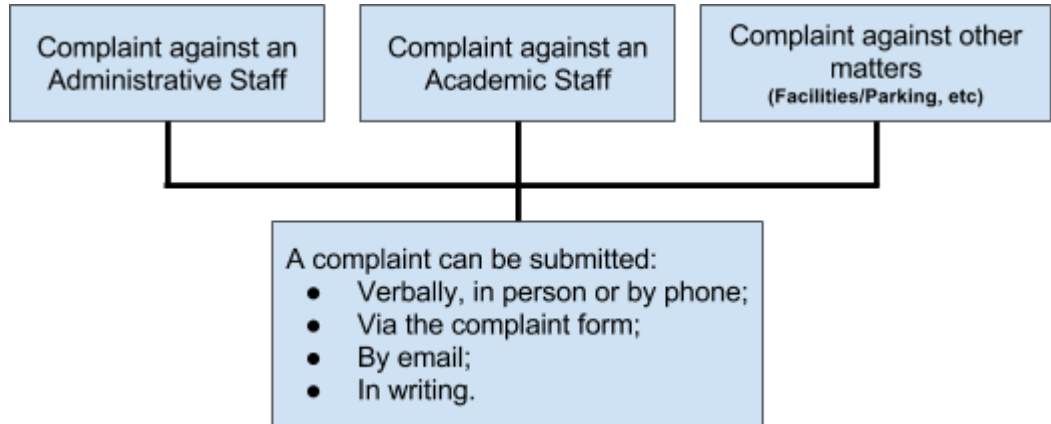 Complaint against an
Administrative Staff
Complaint against an
Academic Staff
Complaint against other
matters
(Facilities/Parking, etc)
A complaint can be submitted:
● Verbally, in person or by phone;
● Via the complaint form;
● By email;
● In writing.